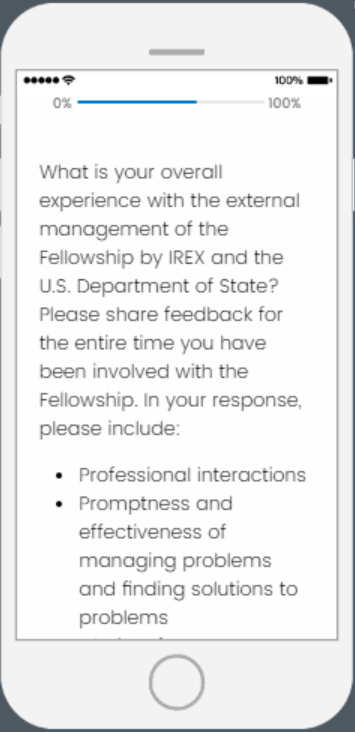 100%
0% 100%
What is your overall
experience with the external
management of the
Fellowship by IREX and the
U.S. Department of State?
Please share feedback for
the entire time you have
been involved with the
Fellowship. In your response,
please include:
• Professional interactions
• Promptness and
effectiveness of
managing problems
and finding solutions to
problems